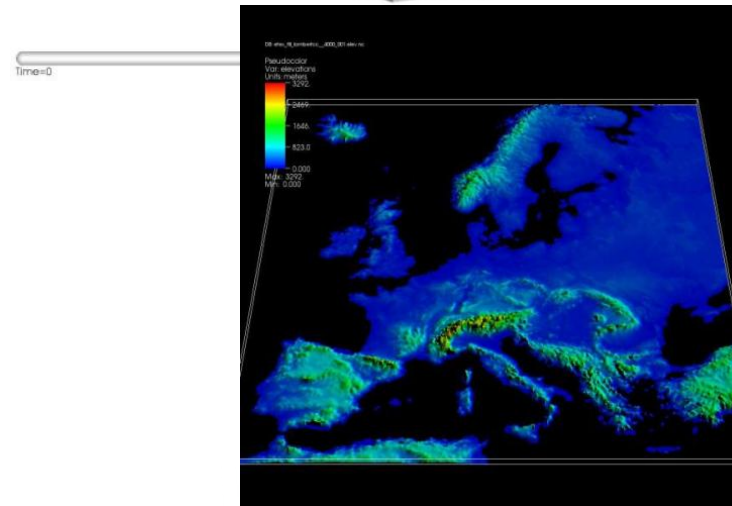 Time=0
Pseudocolor
Var: elevations
Units: meters
3292.
2469.
1646.
823.0
0.000
Max: 3292.
Min: 0.000